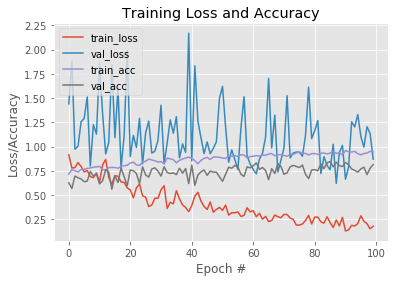 Training Loss and Accuracy
2.25
2.00
1.75
1.50
1.25
1.00
0.75
0.50
0.25
Loss/Accuracy
train_loss
val_loss
train_acc
val_acc
0 20 40 60 80 100
Epoch #